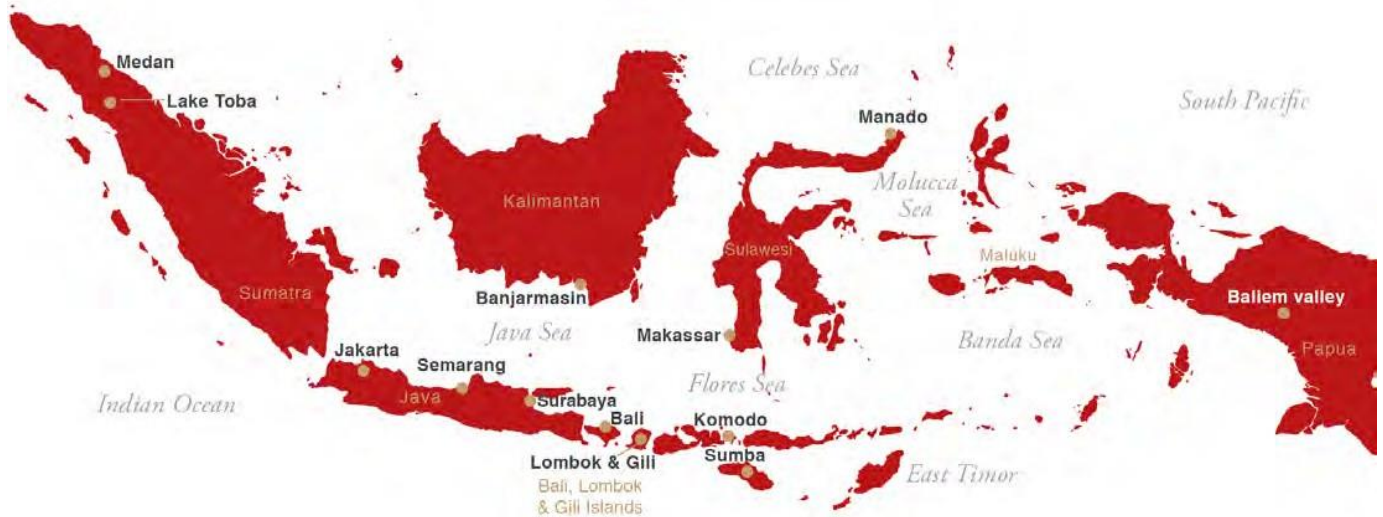 Medan
Lake Toba
Celebes Sea
South Pacific
Manado
Molucca
Sea
Kalimantan
Sulawesi
Maluku
Sumatra
Banjarmasin
Baliem valley
Java Sea
Makassar
Banda Sea
Papua
Jakarta
Semarang
Flores Sea
Java
Surabaya
Indian Ocean
Bali
Komodo
Lombok & Gili
Sumba
East Timor
Bali, Lombok
& Gili Islands